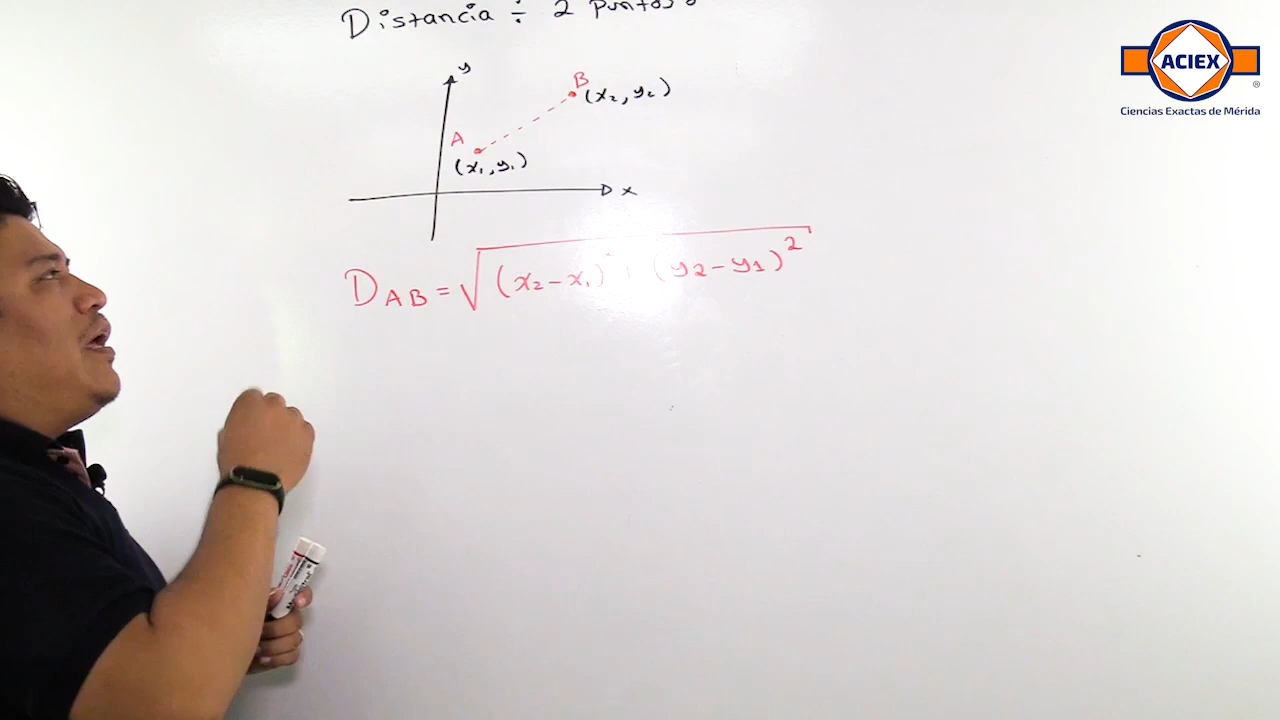 Distancia ÷ 2 puntos
y
B
(x₂, y₂)
A
(x₁, y₁)
x
D_AB = √((x₂ - x₁)² + (y₂ - y₁)²)
ACIEX
®
Ciencias Exactas de Mérida